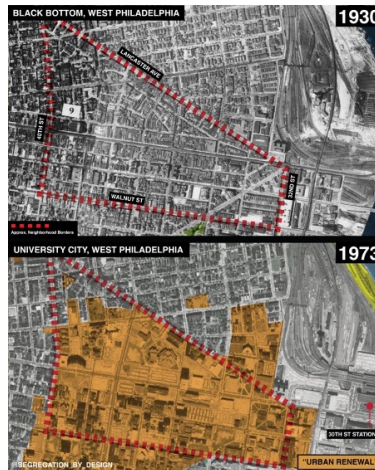 BLACK BOTTOM, WEST PHILADELPHIA
1930
LANCASTER AVE
9
40TH ST
32ND ST
WALNUT ST
Approx. Neighborhood Borders
UNIVERSITY CITY, WEST PHILADELPHIA
1973
30TH ST STATION
@SEGREGATION_BY_DESIGN
"URBAN RENEWAL"